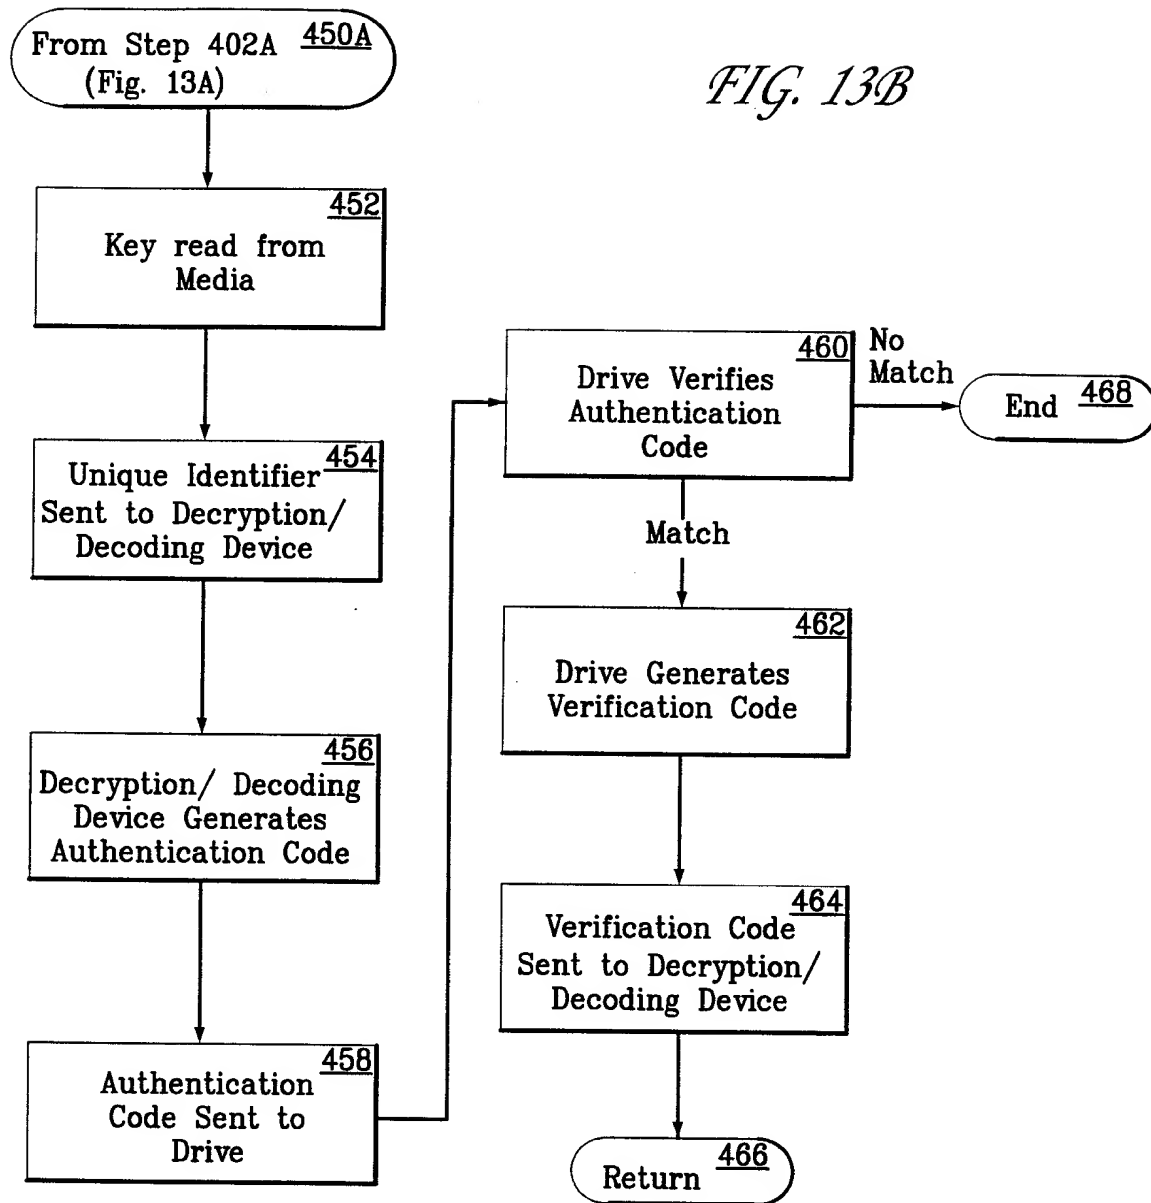 From Step 402A 450A
(Fig. 13A)
FIG. 13B
452
Key read from
Media
454
Unique Identifier
Sent to Decryption/
Decoding Device
456
Decryption/ Decoding
Device Generates
Authentication Code
458
Authentication
Code Sent to
Drive
460
Drive Verifies
Authentication
Code
No
Match
End 468
Match
462
Drive Generates
Verification Code
464
Verification Code
Sent to Decryption/
Decoding Device
Return 466